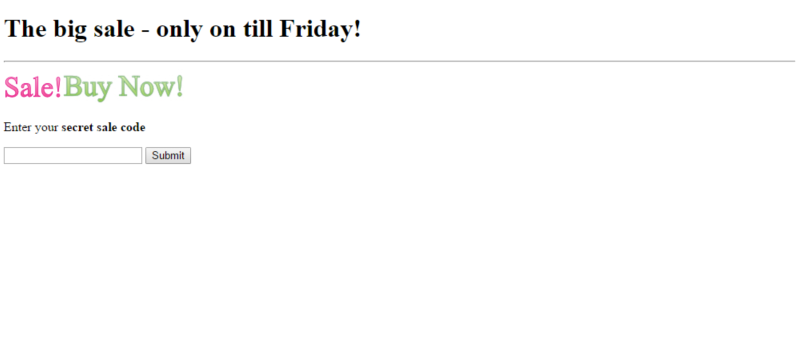 The big sale - only on till Friday!
Sale!Buy Now!
Enter your secret sale code
Submit